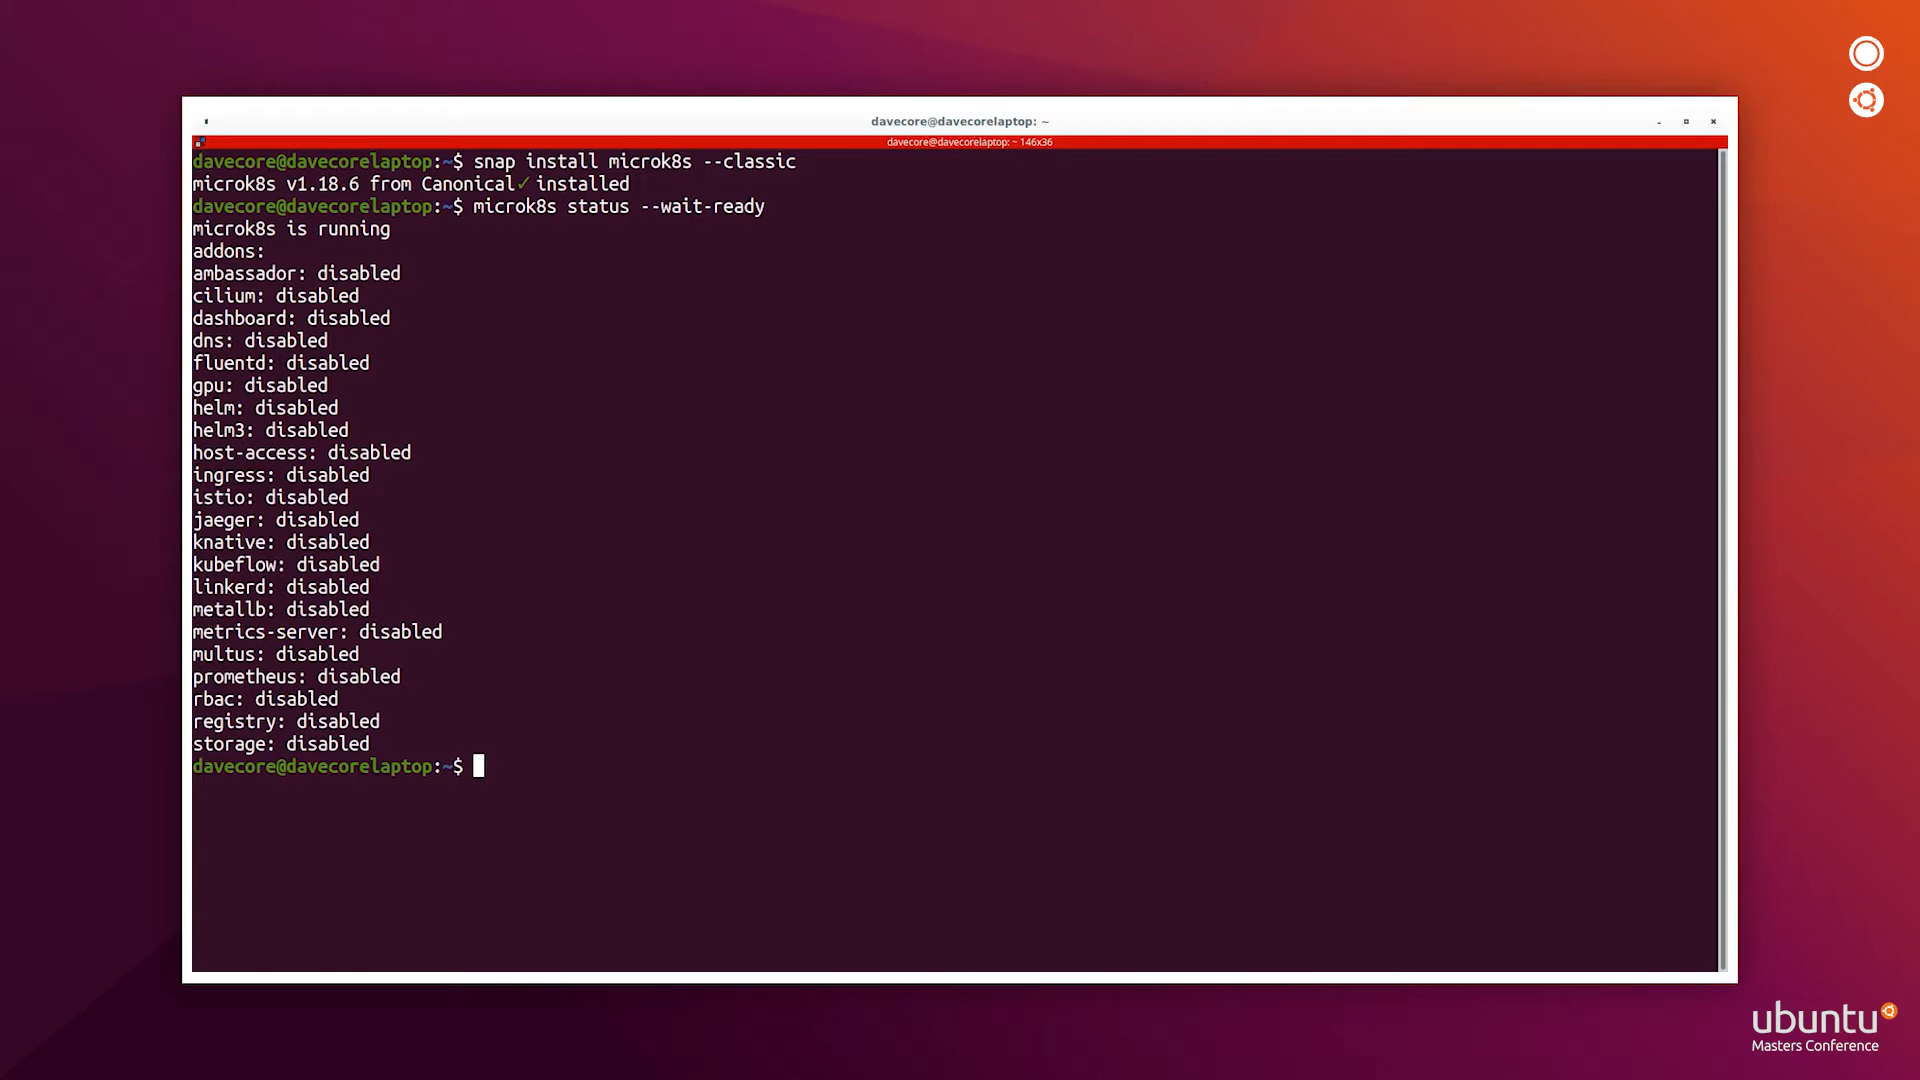 davecore@davecorelaptop: ~
davecore@davecorelaptop: ~ 146x36
davecore@davecorelaptop:~$ snap install microk8s --classic
microk8s v1.18.6 from Canonical✓ installed
davecore@davecorelaptop:~$ microk8s status --wait-ready
microk8s is running
addons:
ambassador: disabled
cilium: disabled
dashboard: disabled
dns: disabled
fluentd: disabled
gpu: disabled
helm: disabled
helm3: disabled
host-access: disabled
ingress: disabled
istio: disabled
jaeger: disabled
knative: disabled
kubeflow: disabled
linkerd: disabled
metallb: disabled
metrics-server: disabled
multus: disabled
prometheus: disabled
rbac: disabled
registry: disabled
storage: disabled
davecore@davecorelaptop:~$
ubuntu
Masters Conference